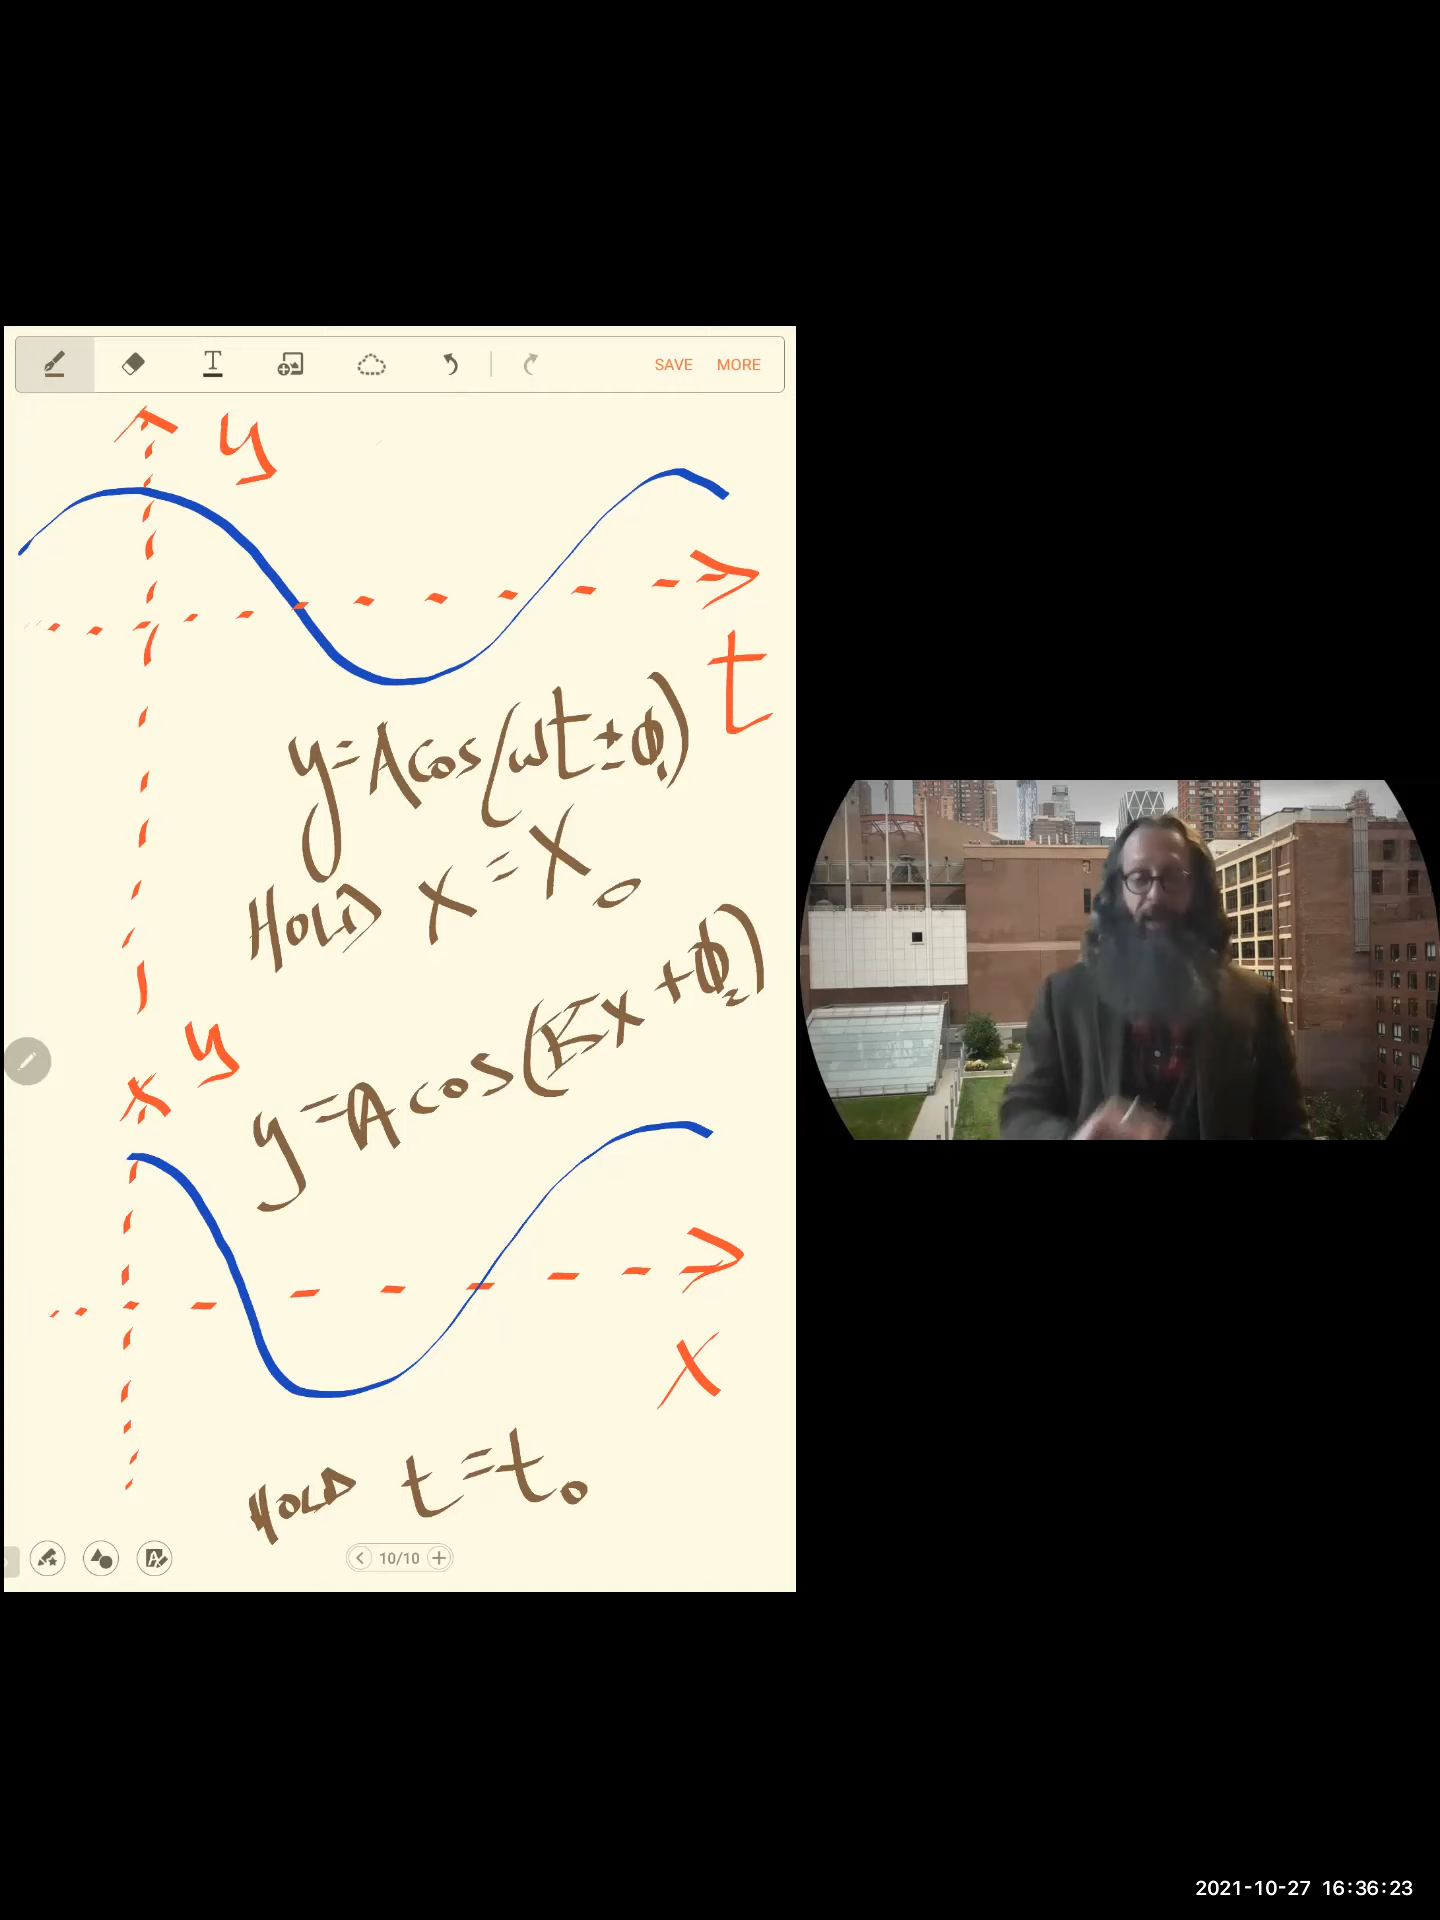 T
SAVE MORE
y
t
y=Acos(ωt±ϕ₁)
HOLD x=x₀
y
y=Acos(Kx+ϕ₂)
x
HOLD t=t₀
A
10/10
2021-10-27 16:36:23